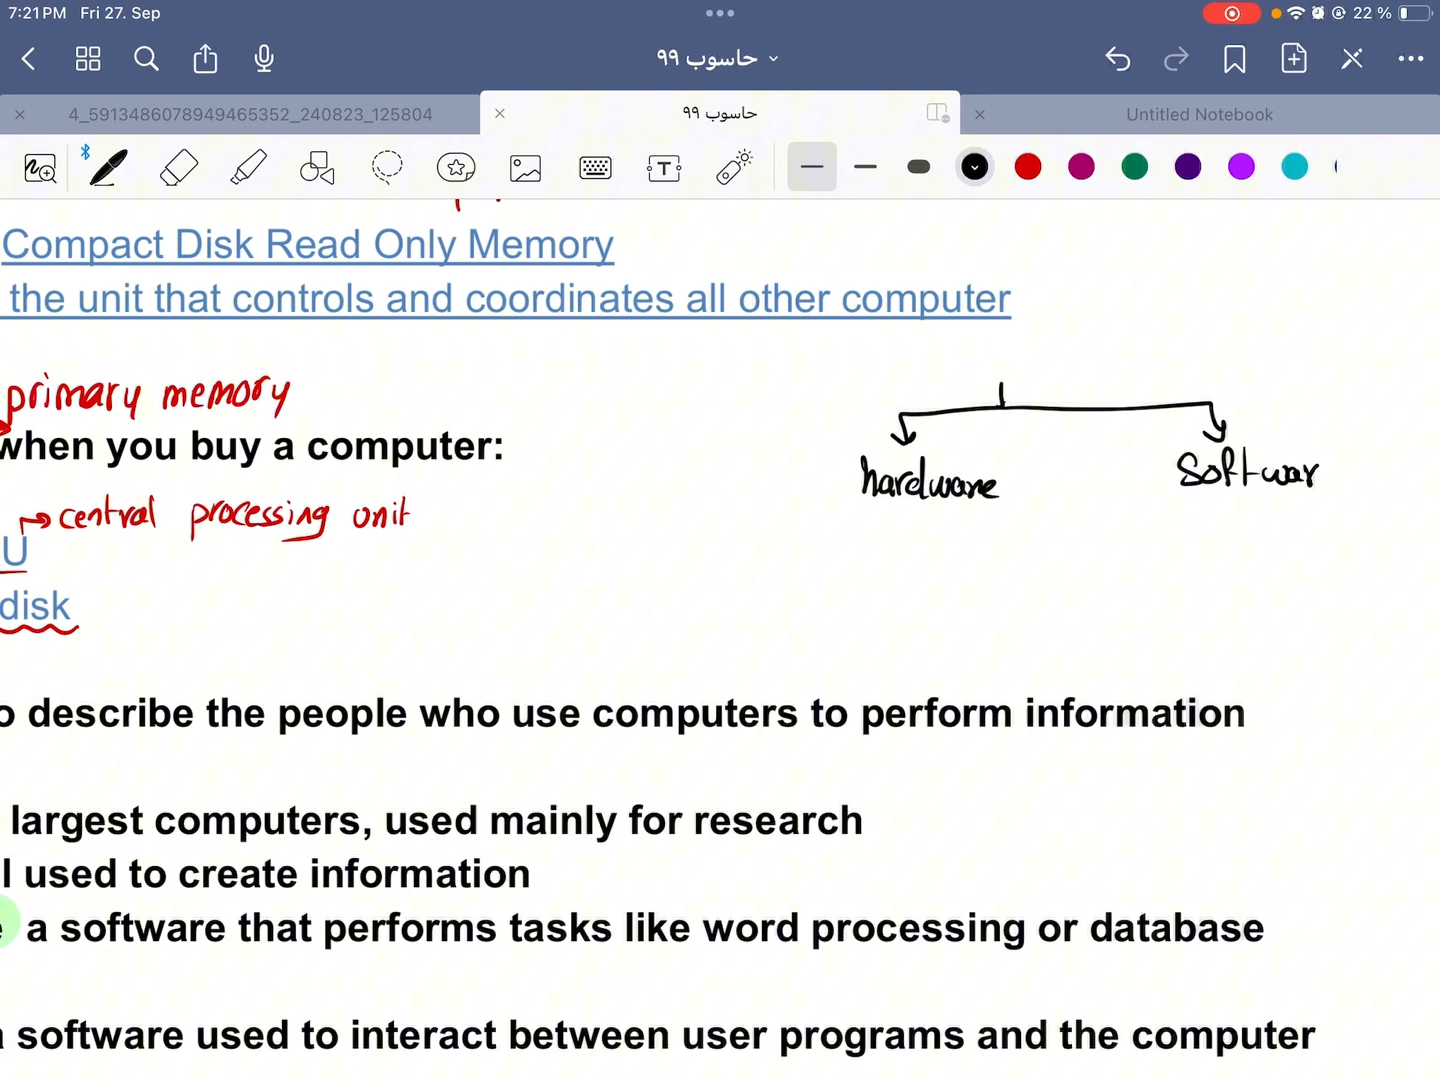 7:21 PM Fri 27. Sep
22 %
حاسوب ٩٩
4_5913486078949465352_240823_125804
حاسوب ٩٩
Untitled Notebook
Compact Disk Read Only Memory
the unit that controls and coordinates all other computer
primary memory
when you buy a computer:
hardware
Softwar
central processing unit
U
disk
o describe the people who use computers to perform information
largest computers, used mainly for research
l used to create information
e a software that performs tasks like word processing or database
a software used to interact between user programs and the computer